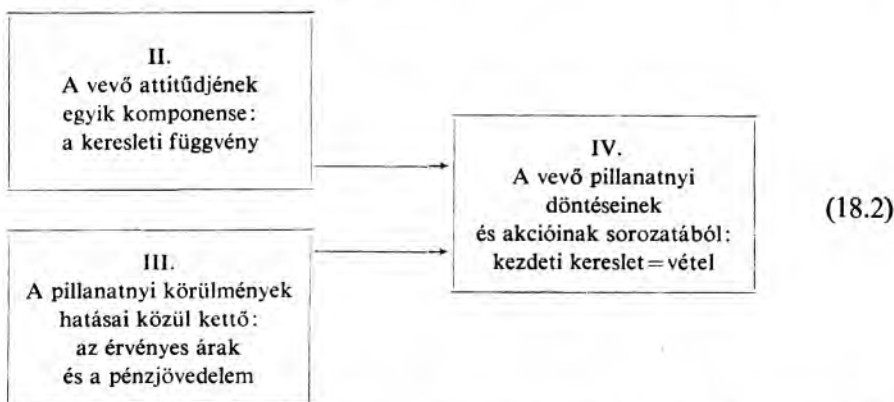 II.
A vevő attitűdjének
egyik komponense:
a keresleti függvény
III.
A pillanatnyi körülmények
hatásai közül kettő:
az érvényes árak
és a pénzjövedelem
IV.
A vevő pillanatnyi
döntéseinek
és akcióinak sorozatából:
kezdeti kereslet=vétel
(18.2)